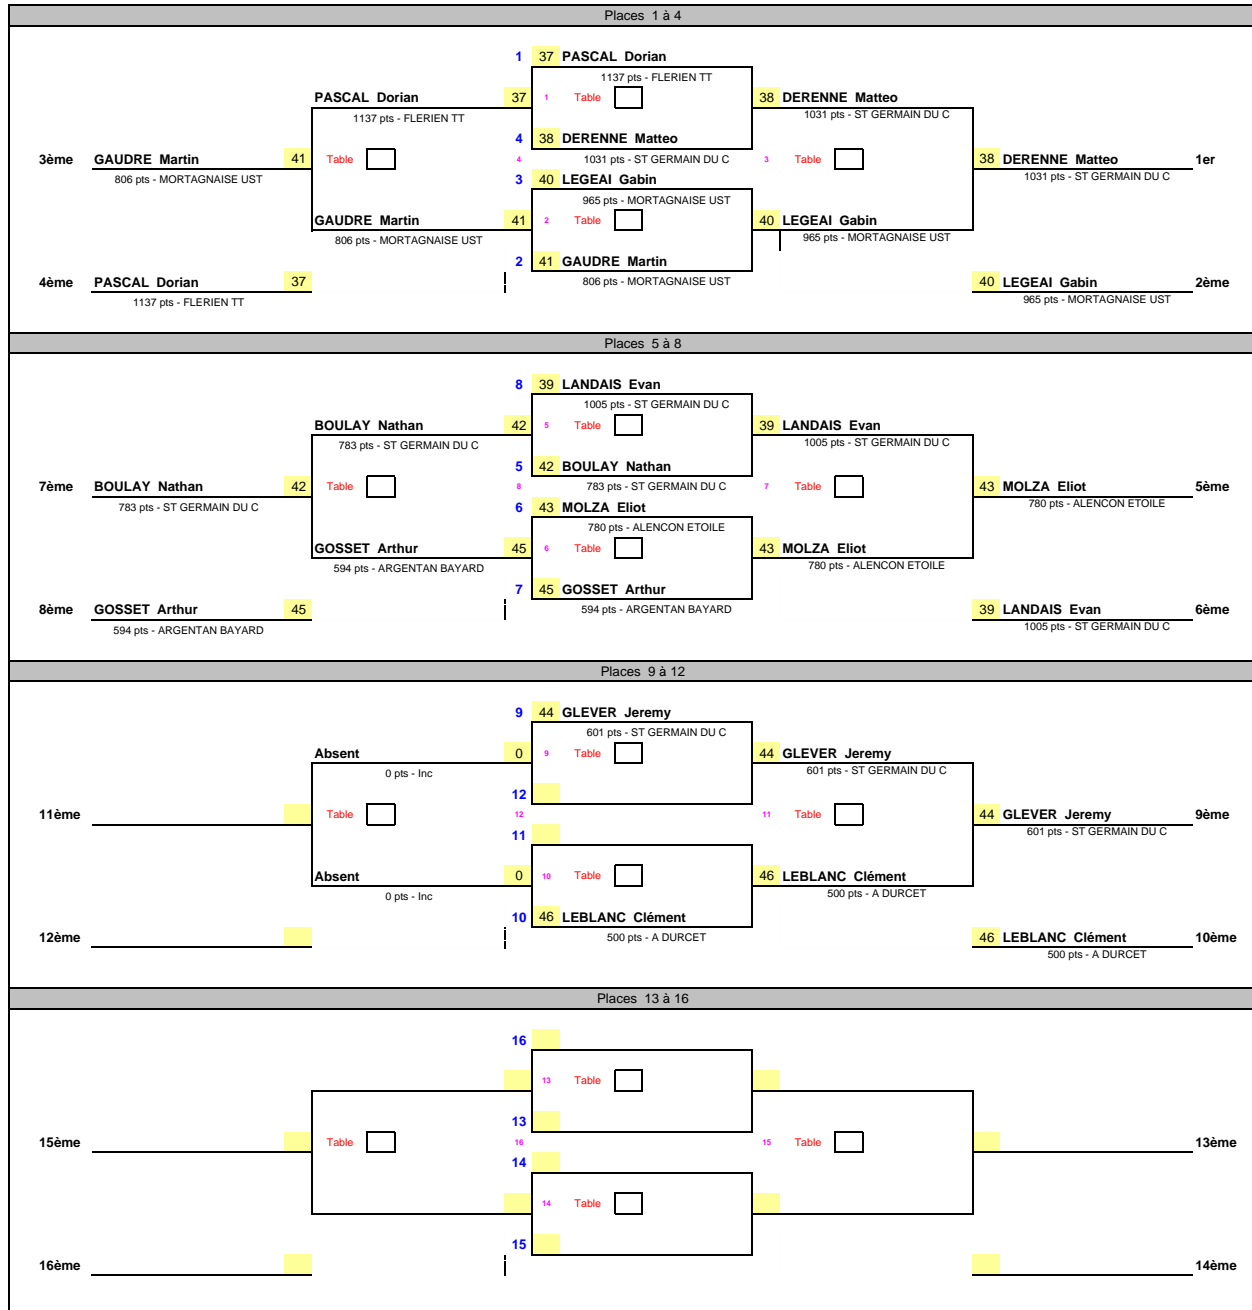 Places 1 à 4
1 37 PASCAL Dorian
1137 pts - FLERIEN TT
PASCAL Dorian 37 1 Table 38 DERENNE Matteo
1137 pts - FLERIEN TT 1031 pts - ST GERMAIN DU C
4 38 DERENNE Matteo
3ème GAUDRE Martin 41 Table 4 1031 pts - ST GERMAIN DU C 3 Table 38 DERENNE Matteo 1er
806 pts - MORTAGNAISE UST 3 40 LEGEAI Gabin 1031 pts - ST GERMAIN DU C
965 pts - MORTAGNAISE UST
GAUDRE Martin 41 2 Table 40 LEGEAI Gabin
806 pts - MORTAGNAISE UST 965 pts - MORTAGNAISE UST
2 41 GAUDRE Martin
4ème PASCAL Dorian 37 806 pts - MORTAGNAISE UST 40 LEGEAI Gabin 2ème
1137 pts - FLERIEN TT 965 pts - MORTAGNAISE UST
Places 5 à 8
8 39 LANDAIS Evan
1005 pts - ST GERMAIN DU C
BOULAY Nathan 42 5 Table 39 LANDAIS Evan
783 pts - ST GERMAIN DU C 1005 pts - ST GERMAIN DU C
5 42 BOULAY Nathan
7ème BOULAY Nathan 42 Table 8 783 pts - ST GERMAIN DU C 7 Table 43 MOLZA Eliot 5ème
783 pts - ST GERMAIN DU C 6 43 MOLZA Eliot 780 pts - ALENCON ETOILE
780 pts - ALENCON ETOILE
GOSSET Arthur 45 6 Table 43 MOLZA Eliot
594 pts - ARGENTAN BAYARD 780 pts - ALENCON ETOILE
7 45 GOSSET Arthur
8ème GOSSET Arthur 45 594 pts - ARGENTAN BAYARD 39 LANDAIS Evan 6ème
594 pts - ARGENTAN BAYARD 1005 pts - ST GERMAIN DU C
Places 9 à 12
9 44 GLEVER Jeremy
601 pts - ST GERMAIN DU C
Absent 0 9 Table 44 GLEVER Jeremy
0 pts - Inc 601 pts - ST GERMAIN DU C
12
11ème Table 12 11 Table 44 GLEVER Jeremy 9ème
11 601 pts - ST GERMAIN DU C
Absent 0 10 Table 46 LEBLANC Clément
0 pts - Inc 500 pts - A DURCET
10 46 LEBLANC Clément
12ème 500 pts - A DURCET 46 LEBLANC Clément 10ème
500 pts - A DURCET
Places 13 à 16
16
13 Table
13
15ème Table 16 15 Table 13ème
14
14 Table
15
16ème 14ème